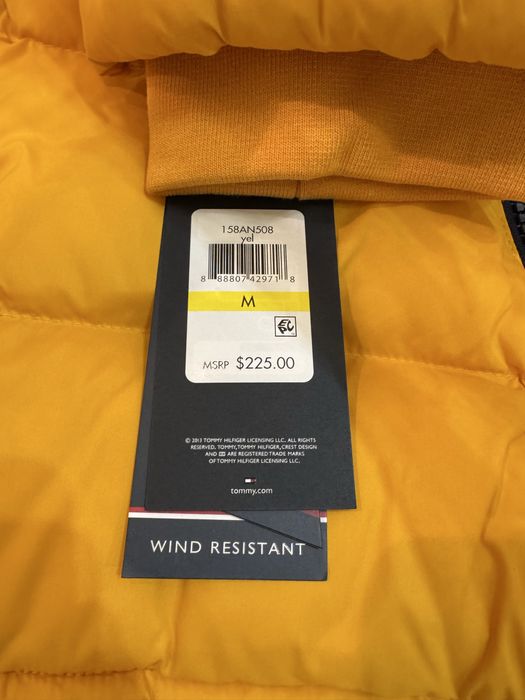 158AN508
yel
8 88807 42971 8
M
MSRP $225.00
© 2013 TOMMY HILFIGER LICENSING LLC. ALL RIGHTS
RESERVED. TOMMY, TOMMY HILFIGER, CREST DESIGN
AND ARE REGISTERED TRADE MARKS
OF TOMMY HILFIGER LICENSING LLC.
tommy.com
WIND RESISTANT